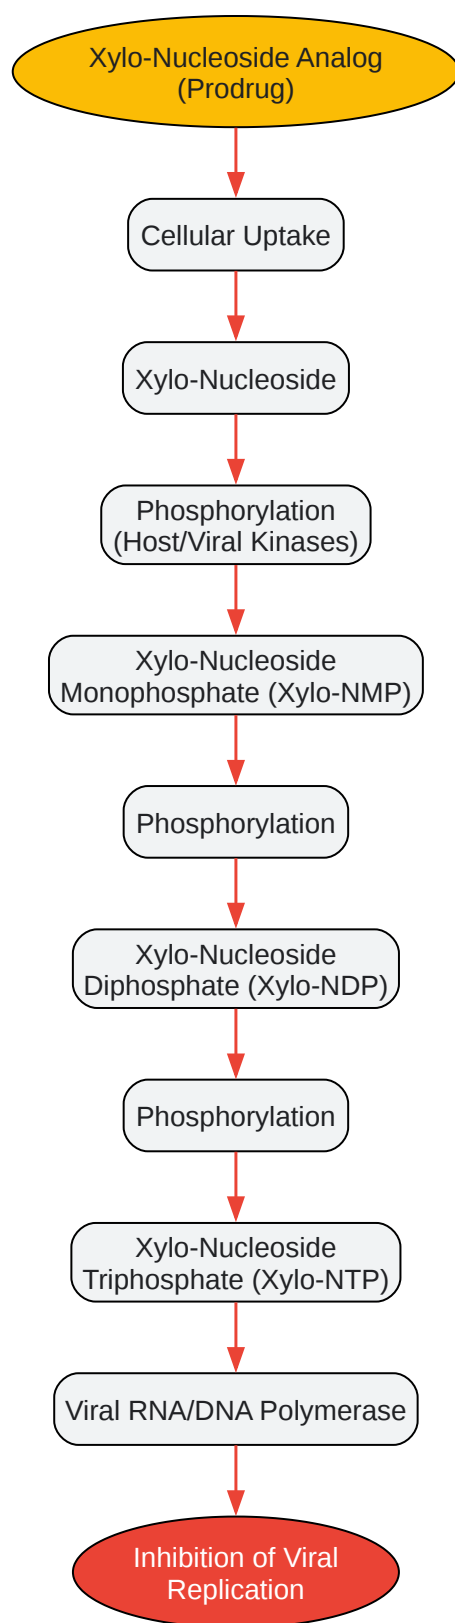 Xylo-Nucleoside Analog
(Prodrug)
Cellular Uptake
Xylo-Nucleoside
Phosphorylation
(Host/Viral Kinases)
Xylo-Nucleoside
Monophosphate (Xylo-NMP)
Phosphorylation
Xylo-Nucleoside
Diphosphate (Xylo-NDP)
Phosphorylation
Xylo-Nucleoside
Triphosphate (Xylo-NTP)
Viral RNA/DNA Polymerase
Inhibition of Viral
Replication